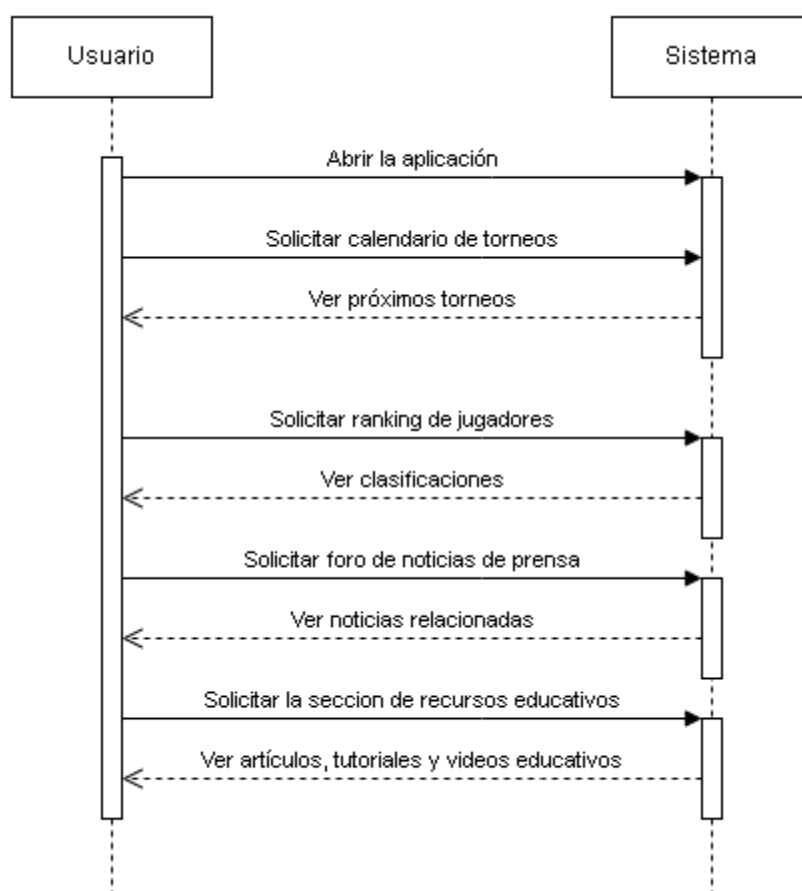 Usuario
Sistema
Abrir la aplicación
Solicitar calendario de torneos
Ver próximos torneos
Solicitar ranking de jugadores
Ver clasificaciones
Solicitar foro de noticias de prensa
Ver noticias relacionadas
Solicitar la seccion de recursos educativos
Ver artículos, tutoriales y videos educativos